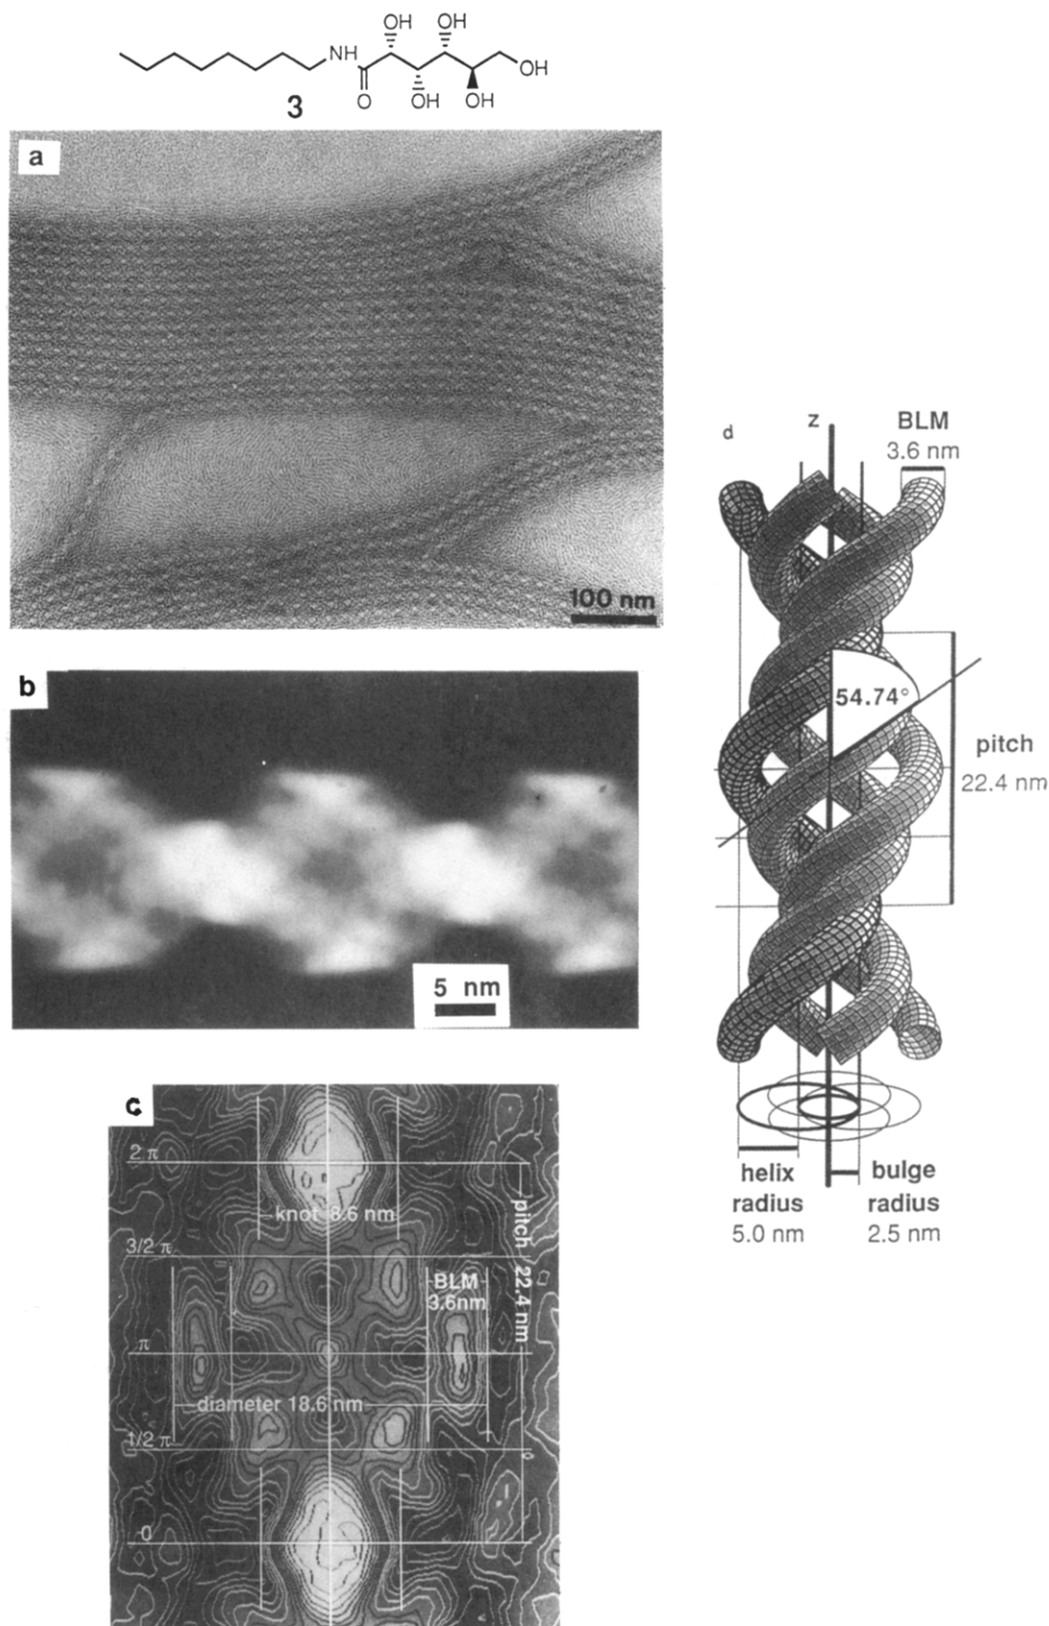 OH OH
NH
OH
O OH OH
3
a
100 nm
b
5 nm
c
2 π
knot 8.6 nm
3/2 π
BLM
3.6nm
pitch 22.4 nm
π
diameter 18.6 nm
1/2 π
0
d
z
BLM
3.6 nm
54.74°
pitch
22.4 nm
helix
radius
5.0 nm
bulge
radius
2.5 nm